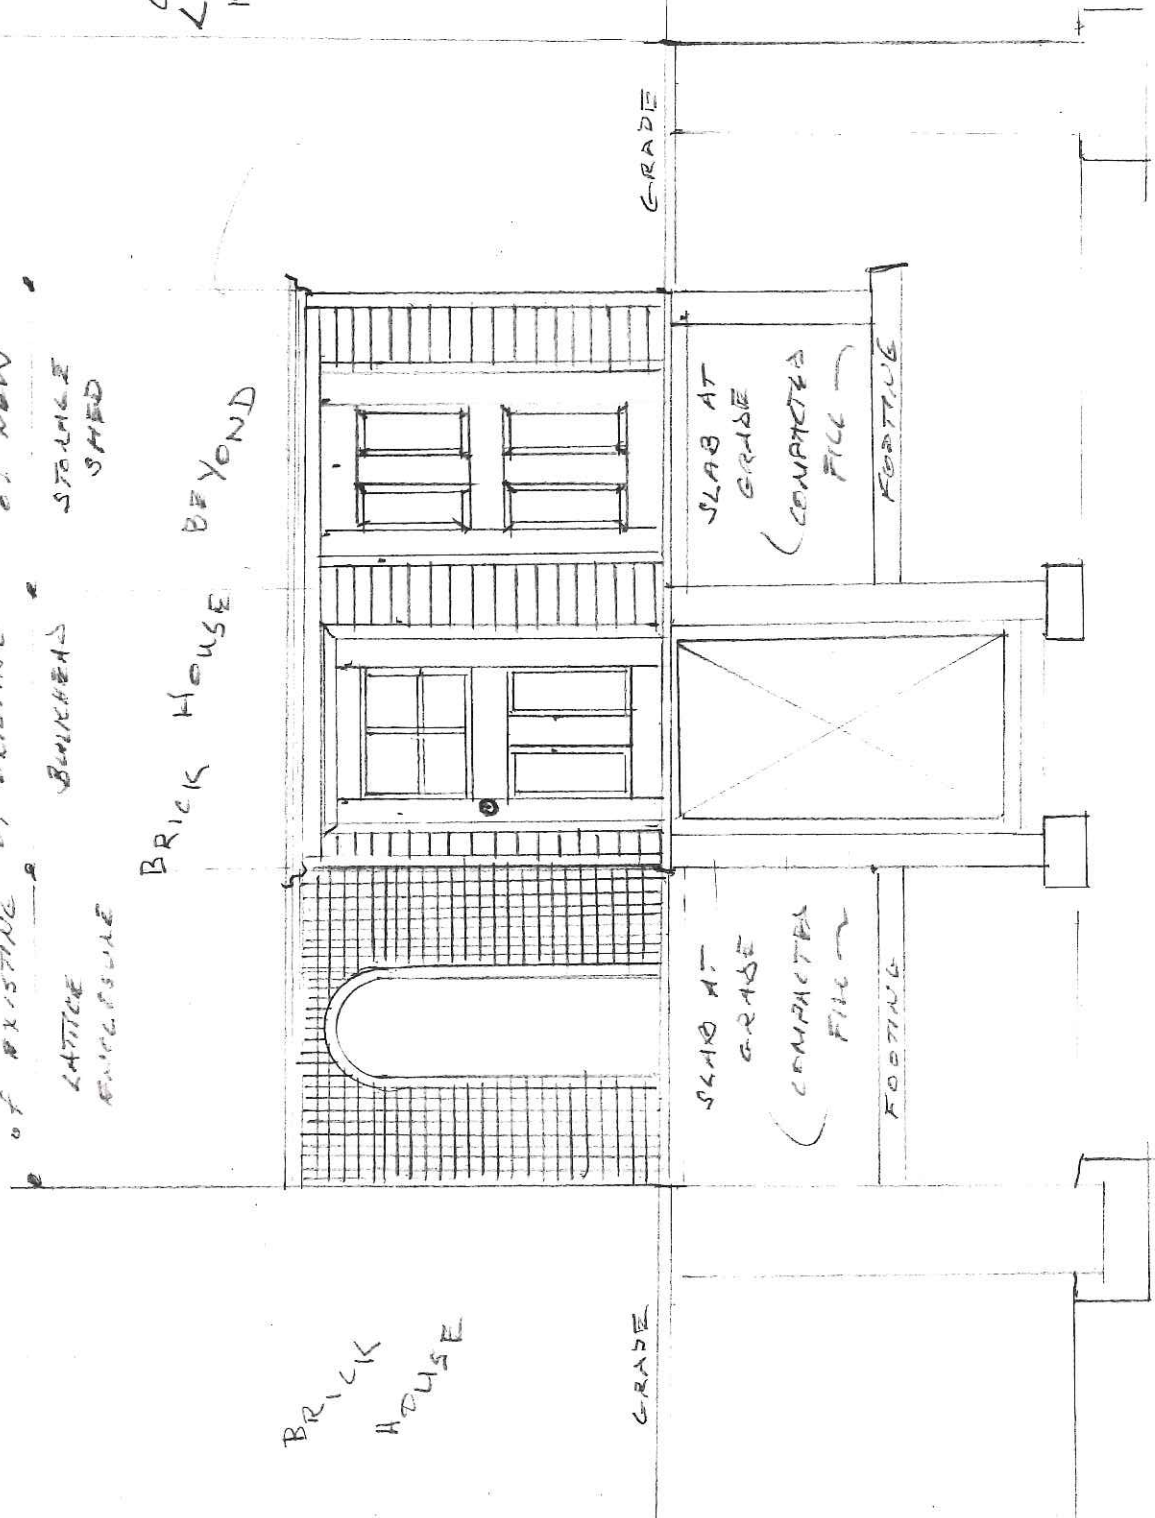 OF EXISTING
LATTICE
ENCLOSURE
BULKHEAD
STORAGE
SHED
BRICK HOUSE BEYOND
BRICK
HOUSE
GRADE
GRADE
SLAB AT
GRADE
(COMPACTED
FILL)
FOOTING
SLAB AT
GRADE
(COMPACTED
FILL)
FOOTING